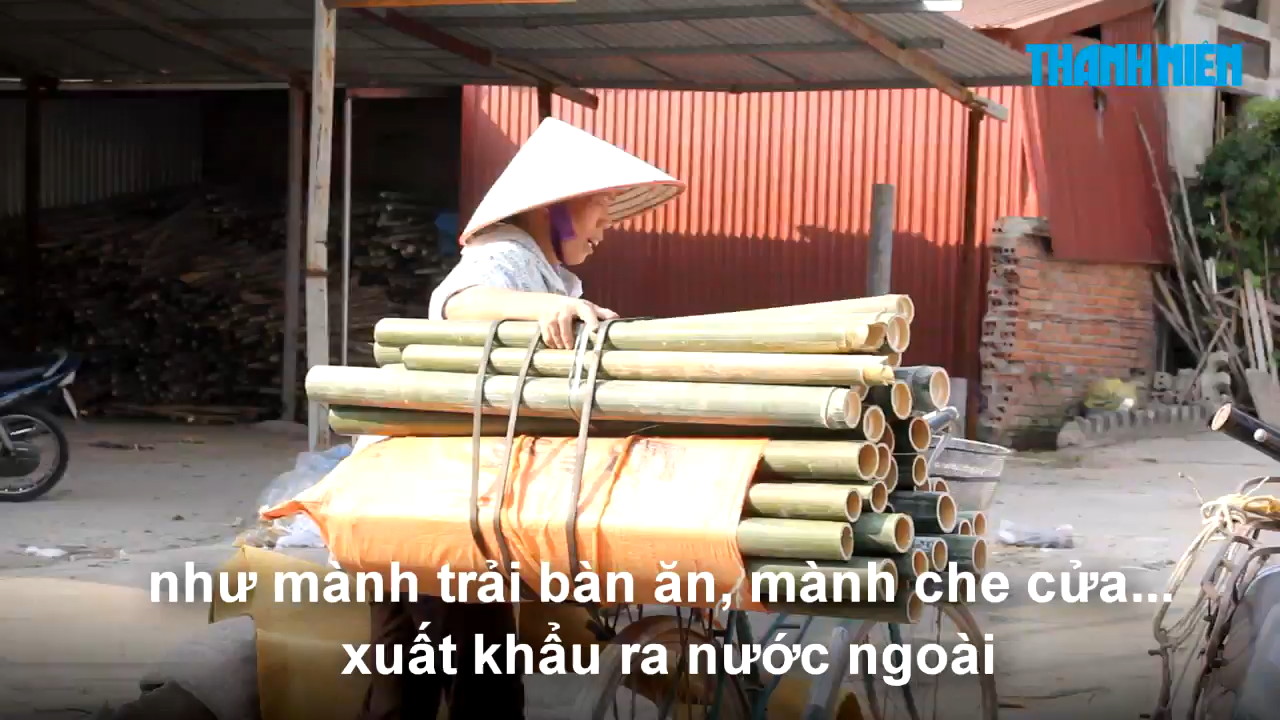 THANH NIÊN
như mành trải bàn ăn, mành che cửa...
xuất khẩu ra nước ngoài